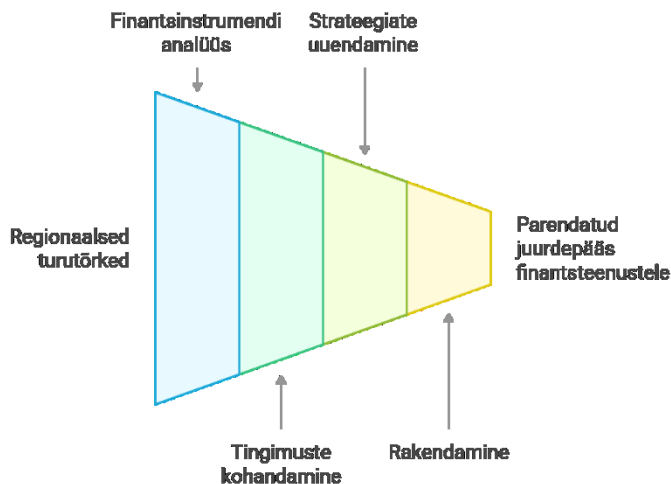 Finantsinstrumendi
analüüs
Strateegiate
uuendamine
Regionaalsed
turutõrked
Parendatud
juurdepääs
finantsteenustele
Tingimuste
kohandamine
Rakendamine